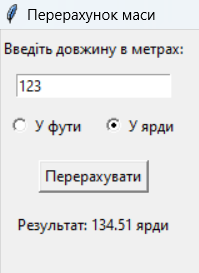 Перерахунок маси
Введіть довжину в метрах:
123
У фути У ярди
Перерахувати
Результат: 134.51 ярди